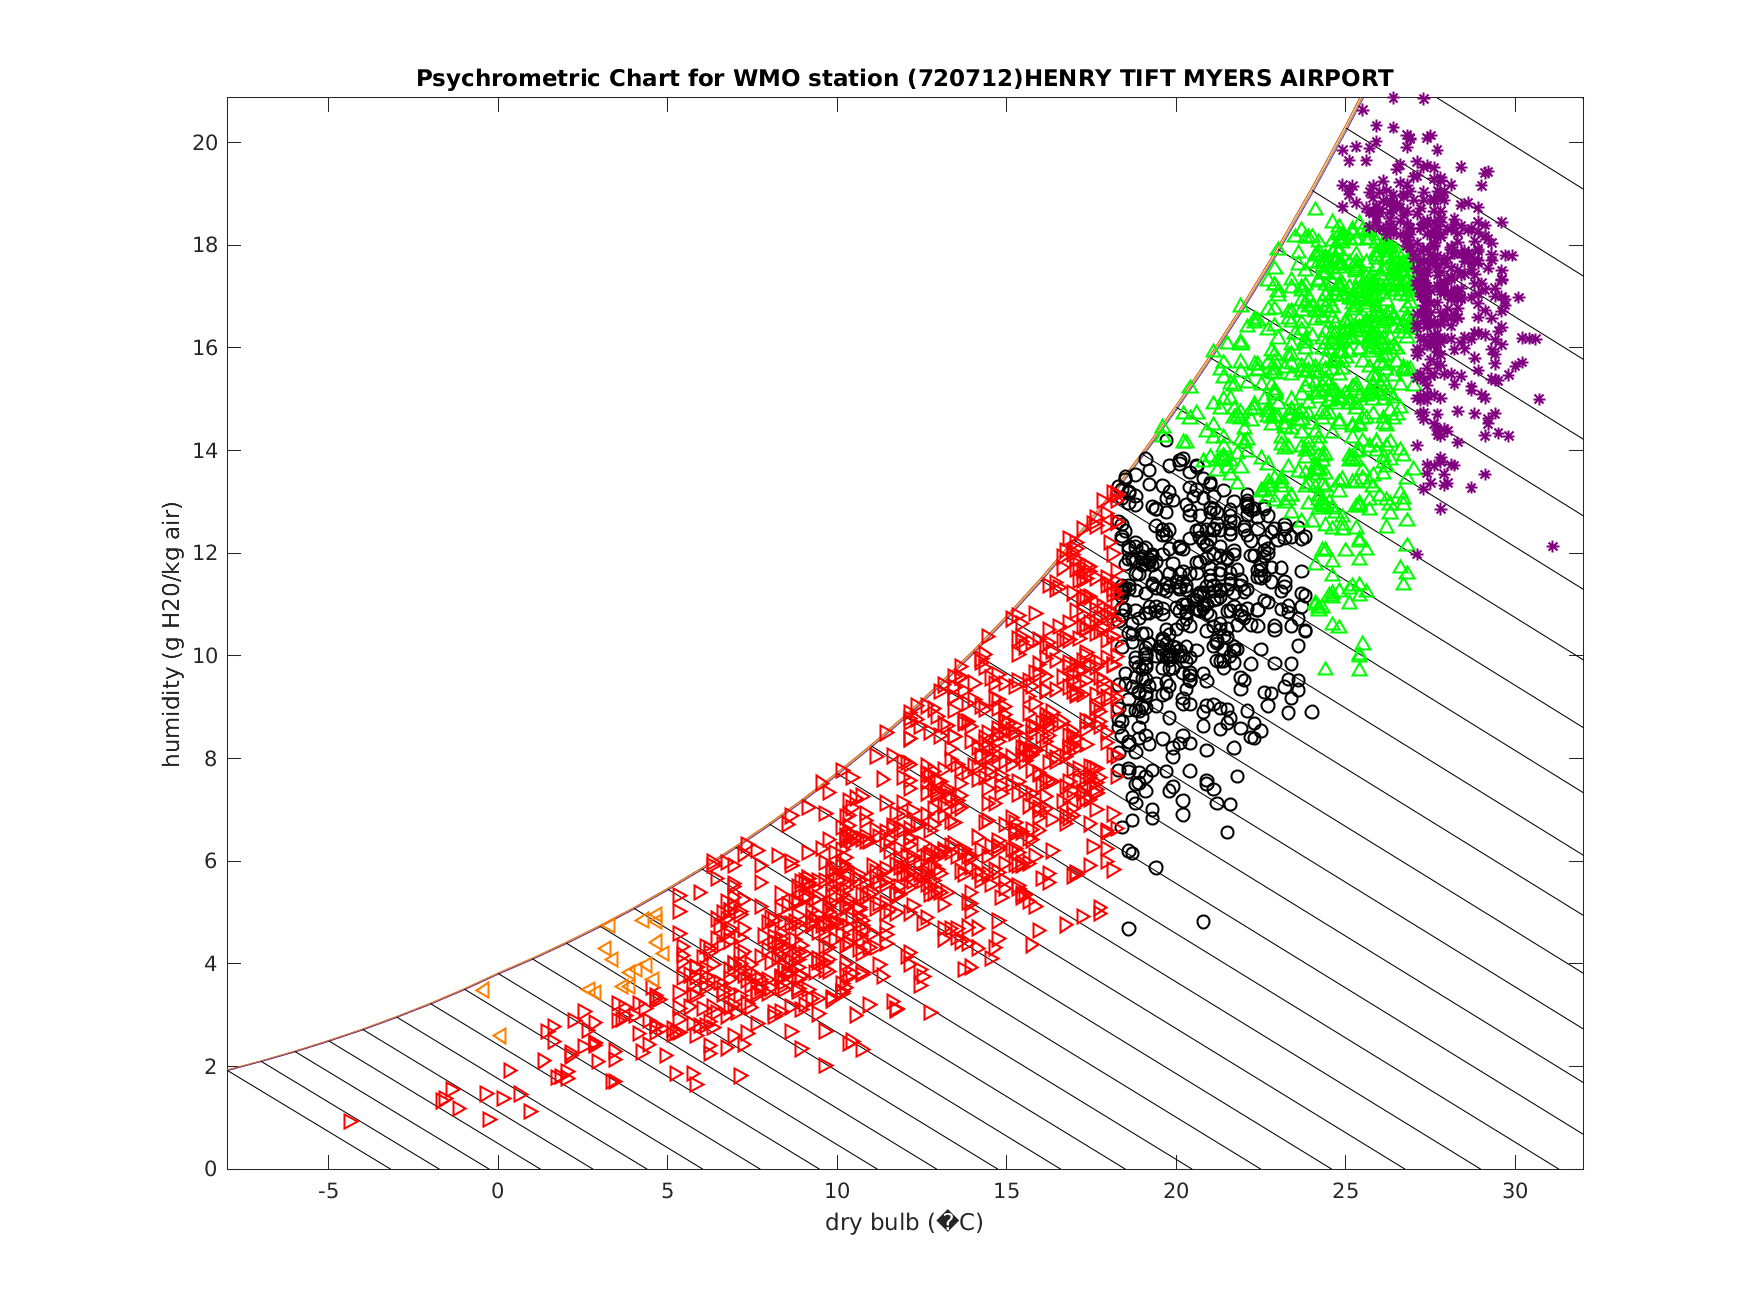 Psychrometric Chart for WMO station (720712)HENRY TIFT MYERS AIRPORT
humidity (g H20/kg air)
20
18
16
14
12
10
8
6
4
2
0
-5 0 5 10 15 20 25 30
dry bulb (�C)